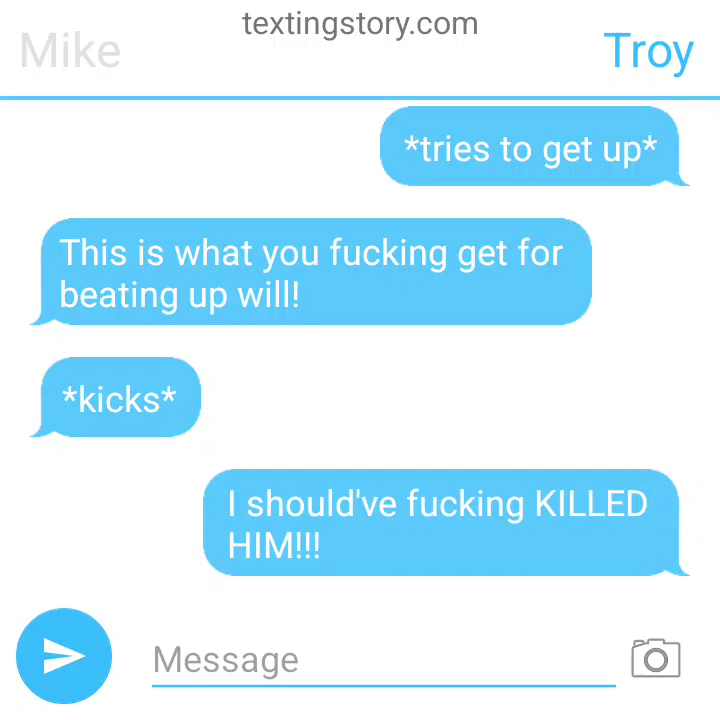 textingstory.com
Mike
Troy
*tries to get up*
This is what you fucking get for
beating up will!
*kicks*
I should've fucking KILLED
HIM!!!
Message